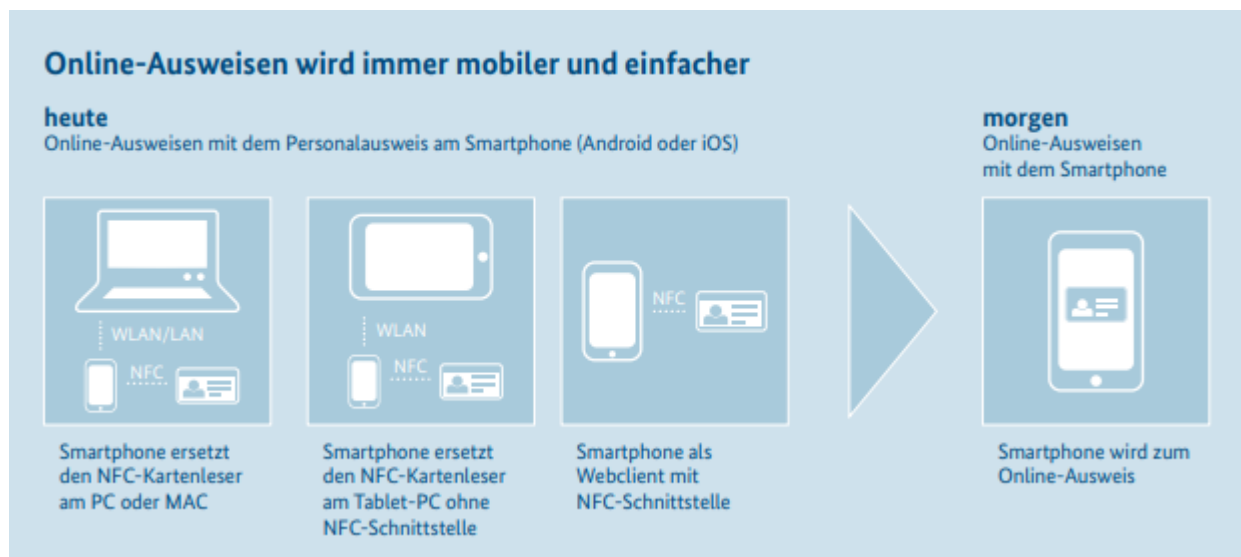 Online-Ausweisen wird immer mobiler und einfacher
heute
Online-Ausweisen mit dem Personalausweis am Smartphone (Android oder iOS)
morgen
Online-Ausweisen
mit dem Smartphone
WLAN/LAN
NFC
Smartphone ersetzt
den NFC-Kartenleser
am PC oder MAC
WLAN
NFC
Smartphone ersetzt
den NFC-Kartenleser
am Tablet-PC ohne
NFC-Schnittstelle
NFC
Smartphone als
Webclient mit
NFC-Schnittstelle
Smartphone wird zum
Online-Ausweis